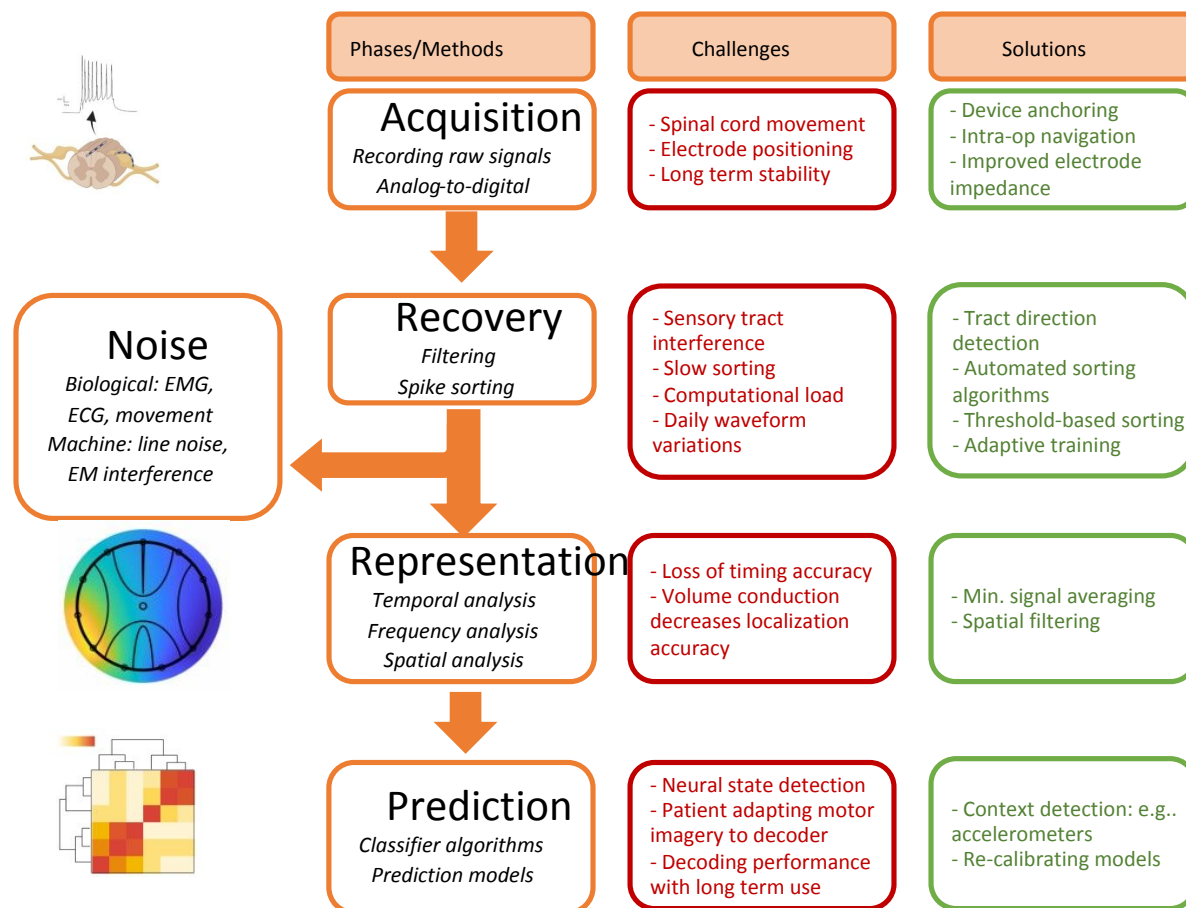 Phases/Methods
Challenges
Solutions
Acquisition
Recording raw signals
Analog-to-digital
- Spinal cord movement
- Electrode positioning
- Long term stability
- Device anchoring
- Intra-op navigation
- Improved electrode
impedance
Noise
Biological: EMG,
ECG, movement
Machine: line noise,
EM interference
Recovery
Filtering
Spike sorting
- Sensory tract
interference
- Slow sorting
- Computational load
- Daily waveform
variations
- Tract direction
detection
- Automated sorting
algorithms
- Threshold-based sorting
- Adaptive training
Representation
Temporal analysis
Frequency analysis
Spatial analysis
- Loss of timing accuracy
- Volume conduction
decreases localization
accuracy
- Min. signal averaging
- Spatial filtering
Prediction
Classifier algorithms
Prediction models
- Neural state detection
- Patient adapting motor
imagery to decoder
- Decoding performance
with long term use
- Context detection: e.g..
accelerometers
- Re-calibrating models